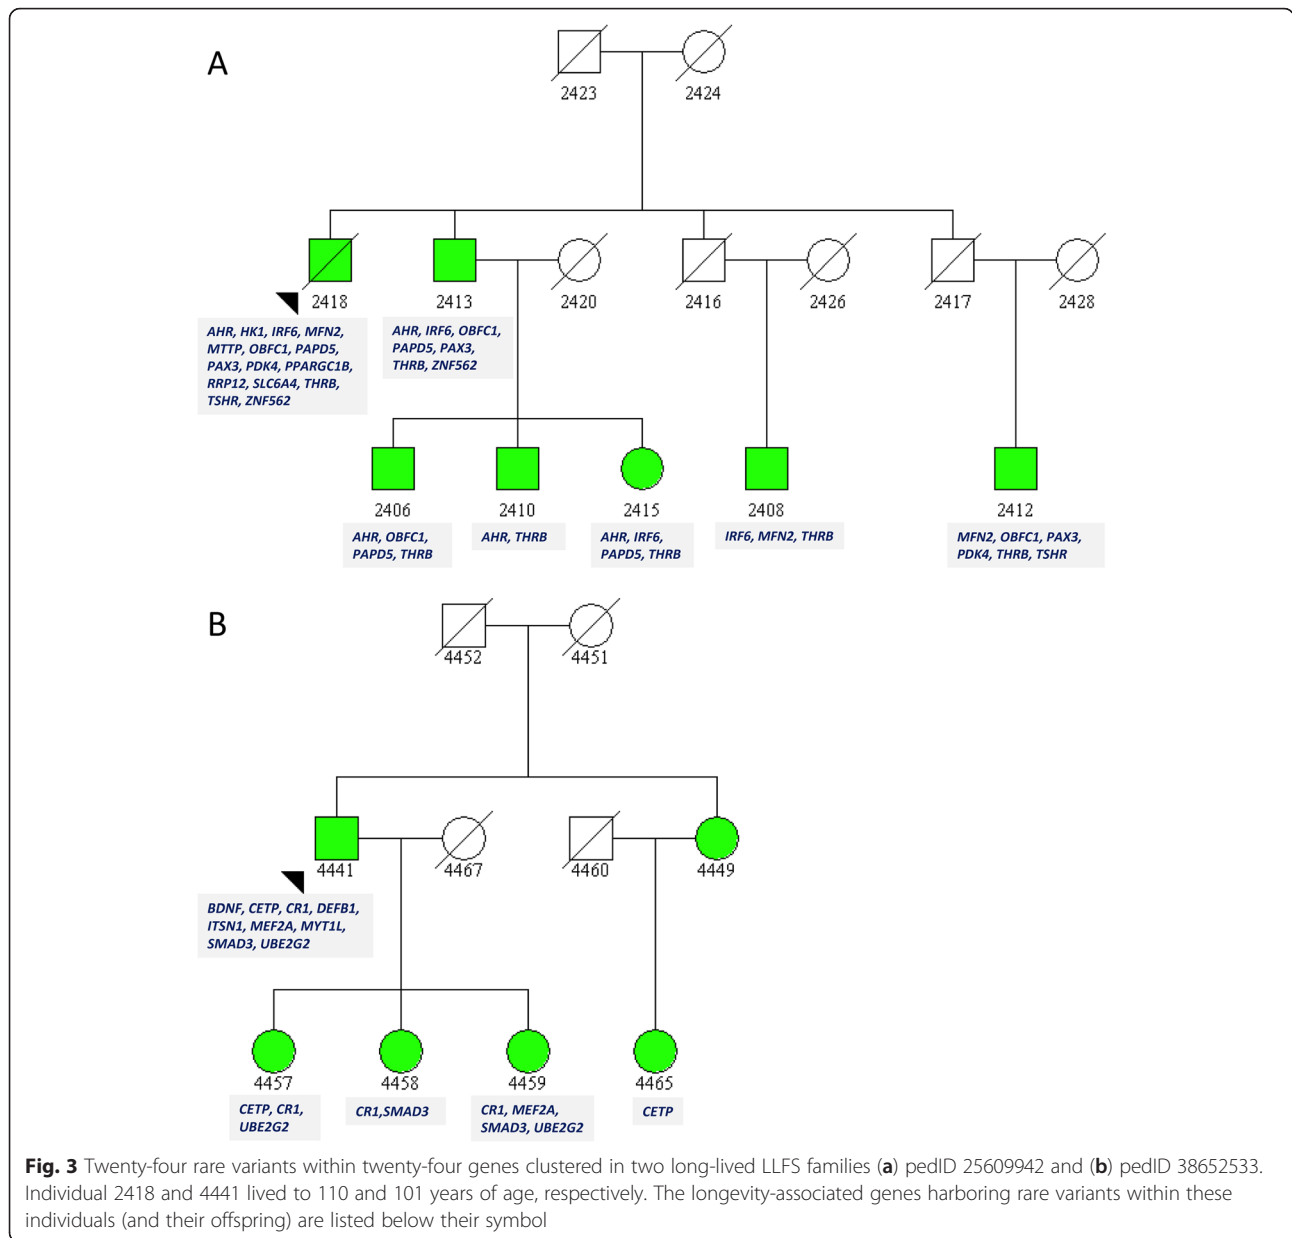 A
2423
2424
2418
2413
2420
2416
2426
2417
2428
AHR, HK1, IRF6, MFN2,
MTTP, OBFC1, PAPD5,
PAX3, PDK4, PPARGC1B,
RRP12, SLC6A4, THRB,
TSHR, ZNF562
AHR, IRF6, OBFC1,
PAPD5, PAX3,
THRB, ZNF562
2406
2410
2415
2408
2412
AHR, OBFC1,
PAPD5, THRB
AHR, THRB
AHR, IRF6,
PAPD5, THRB
IRF6, MFN2, THRB
MFN2, OBFC1, PAX3,
PDK4, THRB, TSHR
B
4452
4451
4441
4467
4460
4449
BDNF, CETP, CR1, DEFB1,
ITSN1, MEF2A, MYT1L,
SMAD3, UBE2G2
4457
4458
4459
4465
CETP, CR1,
UBE2G2
CR1,SMAD3
CR1, MEF2A,
SMAD3, UBE2G2
CETP
Fig. 3 Twenty-four rare variants within twenty-four genes clustered in two long-lived LLFS families (a) pedID 25609942 and (b) pedID 38652533.
Individual 2418 and 4441 lived to 110 and 101 years of age, respectively. The longevity-associated genes harboring rare variants within these
individuals (and their offspring) are listed below their symbol